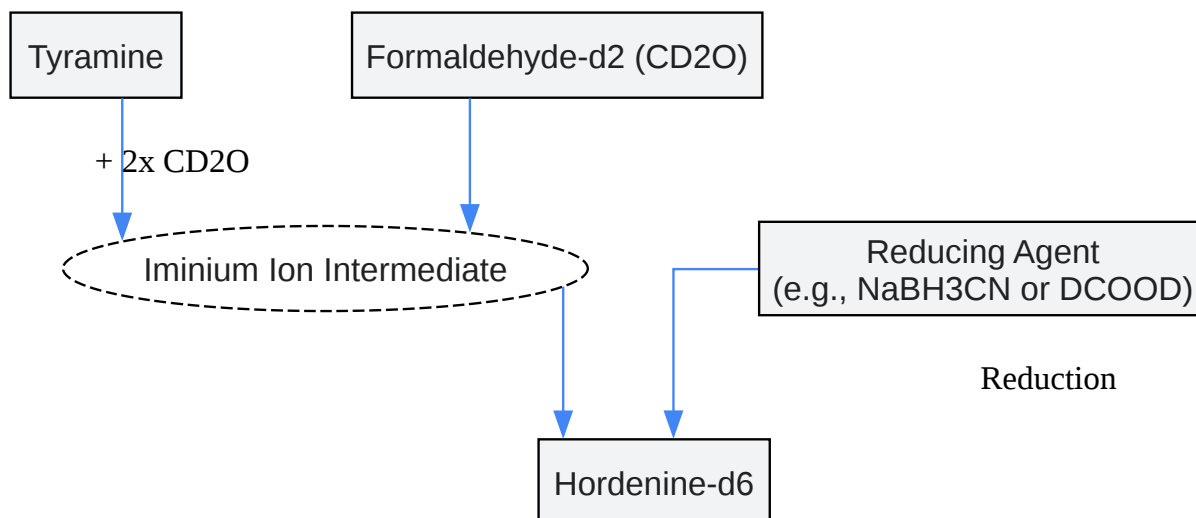 Tyramine
Formaldehyde-d2 (CD2O)
+ 2x CD2O
Iminium Ion Intermediate
Reducing Agent
(e.g., NaBH3CN or DCOOD)
Reduction
Hordenine-d6